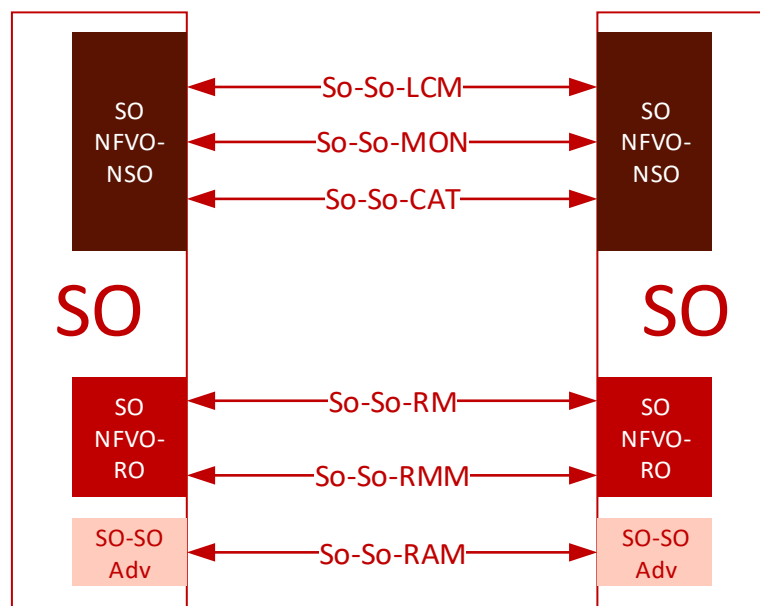 SO
NFVO-
NSO
So-So-LCM
So-So-MON
So-So-CAT
SO
NFVO-
NSO
SO
SO
SO
NFVO-
RO
So-So-RM
So-So-RMM
SO
NFVO-
RO
SO-SO
Adv
So-So-RAM
SO-SO
Adv